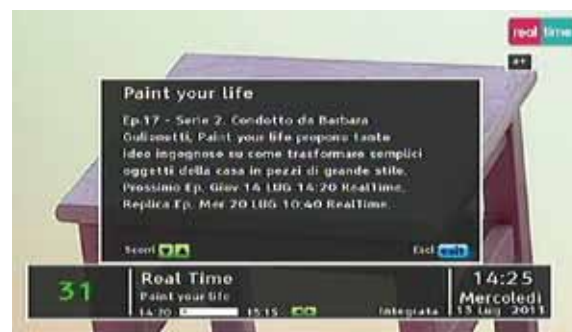 real time
Paint your life
Ep.17 - Serie 2. Condotto da Barbara
Gulianetti, Paint your life propone tante
idee ingegnose su come trasformare semplici
oggetti della casa in pezzi di grande stile.
Prossimo Ep. Giov 14 LUG 14:20 RealTime.
Replica Ep. Mer 20 LUG 10:40 RealTime.
Scorri
Esci exit
31
Real Time
Paint your life
14:20 15:15
Integrata
14:25
Mercoledì
13 Lug 2011